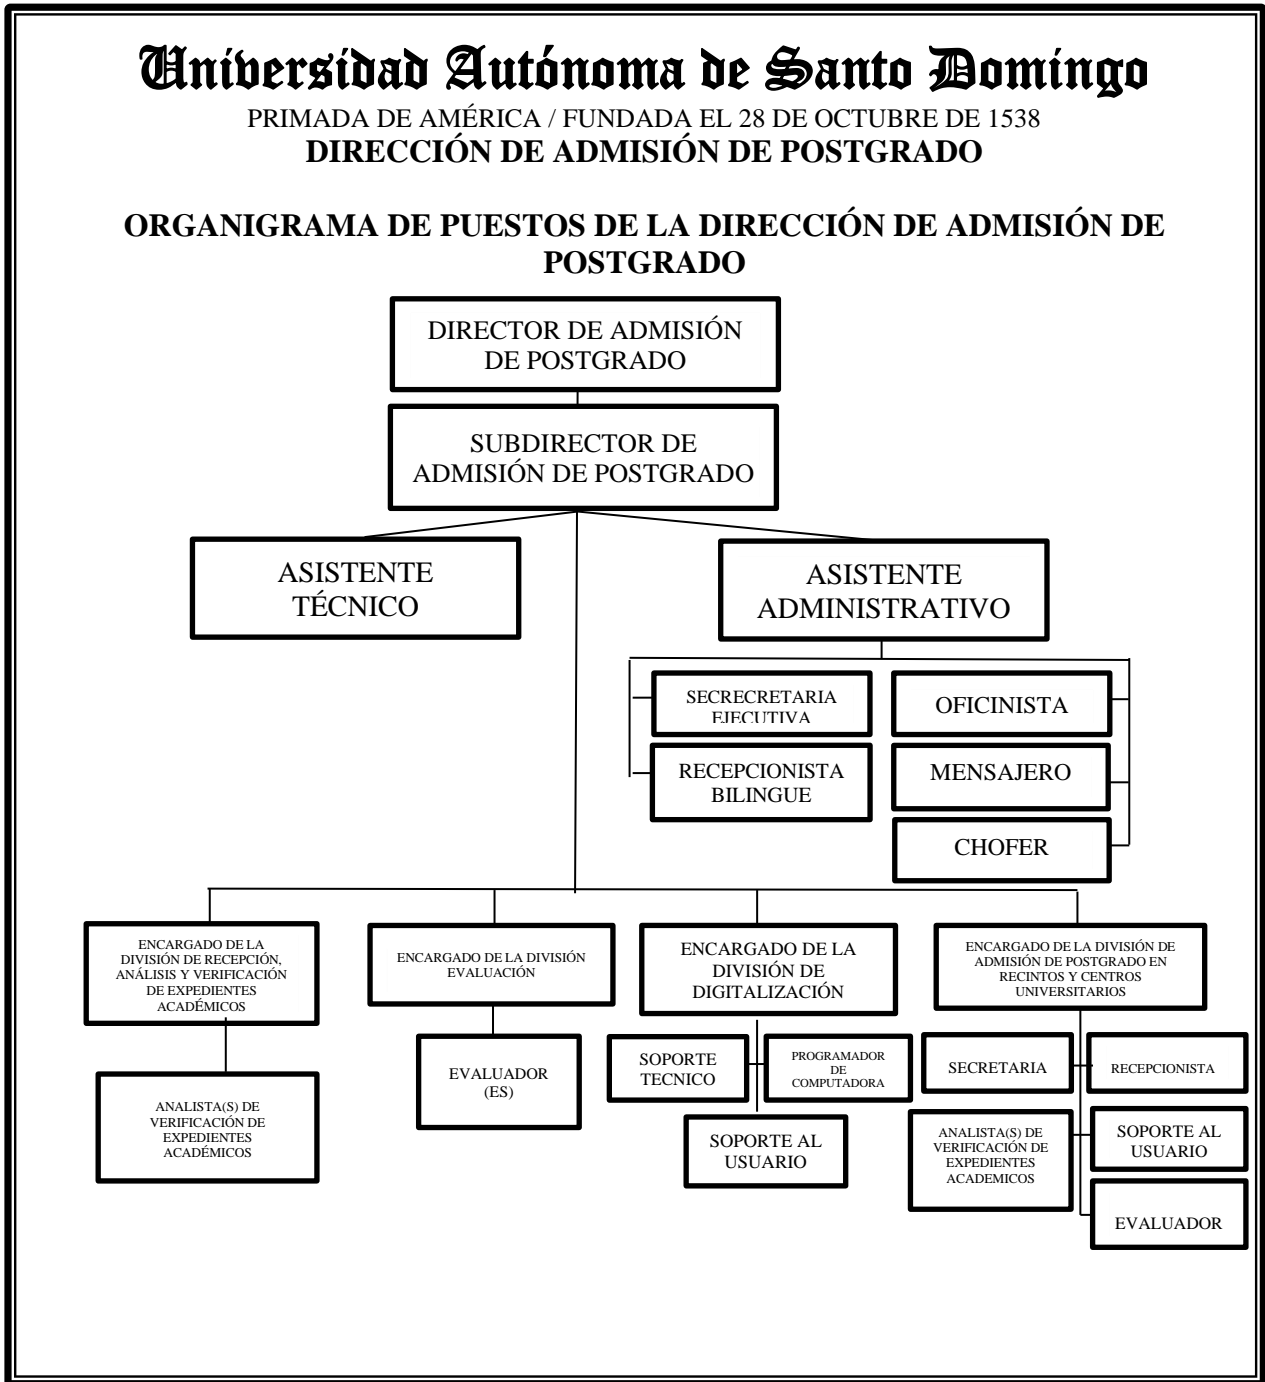 Universidad Autónoma de Santo Domingo
PRIMADA DE AMÉRICA / FUNDADA EL 28 DE OCTUBRE DE 1538
DIRECCIÓN DE ADMISIÓN DE POSTGRADO
ORGANIGRAMA DE PUESTOS DE LA DIRECCIÓN DE ADMISIÓN DE
POSTGRADO
DIRECTOR DE ADMISIÓN
DE POSTGRADO
SUBDIRECTOR DE
ADMISIÓN DE POSTGRADO
ASISTENTE
TÉCNICO
ASISTENTE
ADMINISTRATIVO
SECRECRETARIA
EJECUTIVA
OFICINISTA
RECEPCIONISTA
BILINGUE
MENSAJERO
CHOFER
ENCARGADO DE LA
DIVISIÓN DE RECEPCIÓN,
ANÁLISIS Y VERIFICACIÓN
DE EXPEDIENTES
ACADÉMICOS
ENCARGADO DE LA DIVISIÓN
EVALUACIÓN
ENCARGADO DE LA
DIVISIÓN DE
DIGITALIZACIÓN
ENCARGADO DE LA DIVISIÓN DE
ADMISIÓN DE POSTGRADO EN
RECINTOS Y CENTROS
UNIVERSITARIOS
ANALISTA(S) DE
VERIFICACIÓN DE
EXPEDIENTES
ACADÉMICOS
EVALUADOR
(ES)
SOPORTE
TECNICO
PROGRAMADOR
DE
COMPUTADORA
SOPORTE AL
USUARIO
SECRETARIA
RECEPCIONISTA
ANALISTA(S) DE
VERIFICACIÓN DE
EXPEDIENTES
ACADEMICOS
SOPORTE AL
USUARIO
EVALUADOR